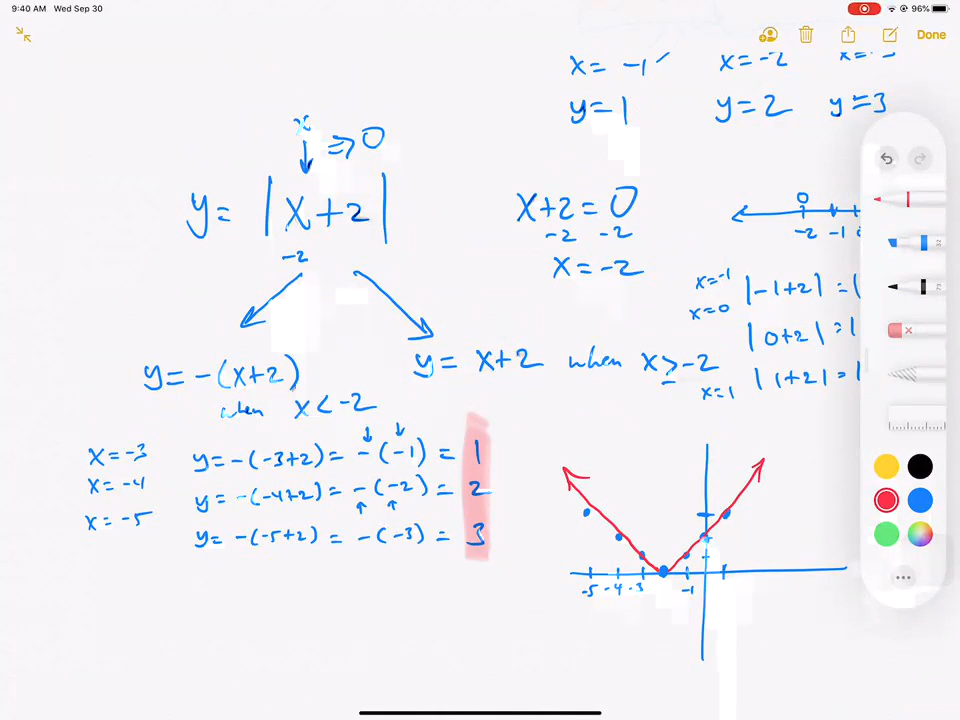 9:40 AM Wed Sep 30
96%
Done
x = -1 x = -2
y = 1 y = 2 y = 3
x
≥ 0
y = |x+2|
-2
x+2 = 0
-2 -2
x = -2
0
-2 -1
x=-1 |-1+2| =
x=0 |0+2| =
x=1 |1+2| =
y = -(x+2)
when x < -2
y = x+2 when x ≥ -2
x = -3 y = -(-3+2) = -(-1) = 1
x = -4 y = -(-4+2) = -(-2) = 2
x = -5 y = -(-5+2) = -(-3) = 3
-5 -4 -3 -1